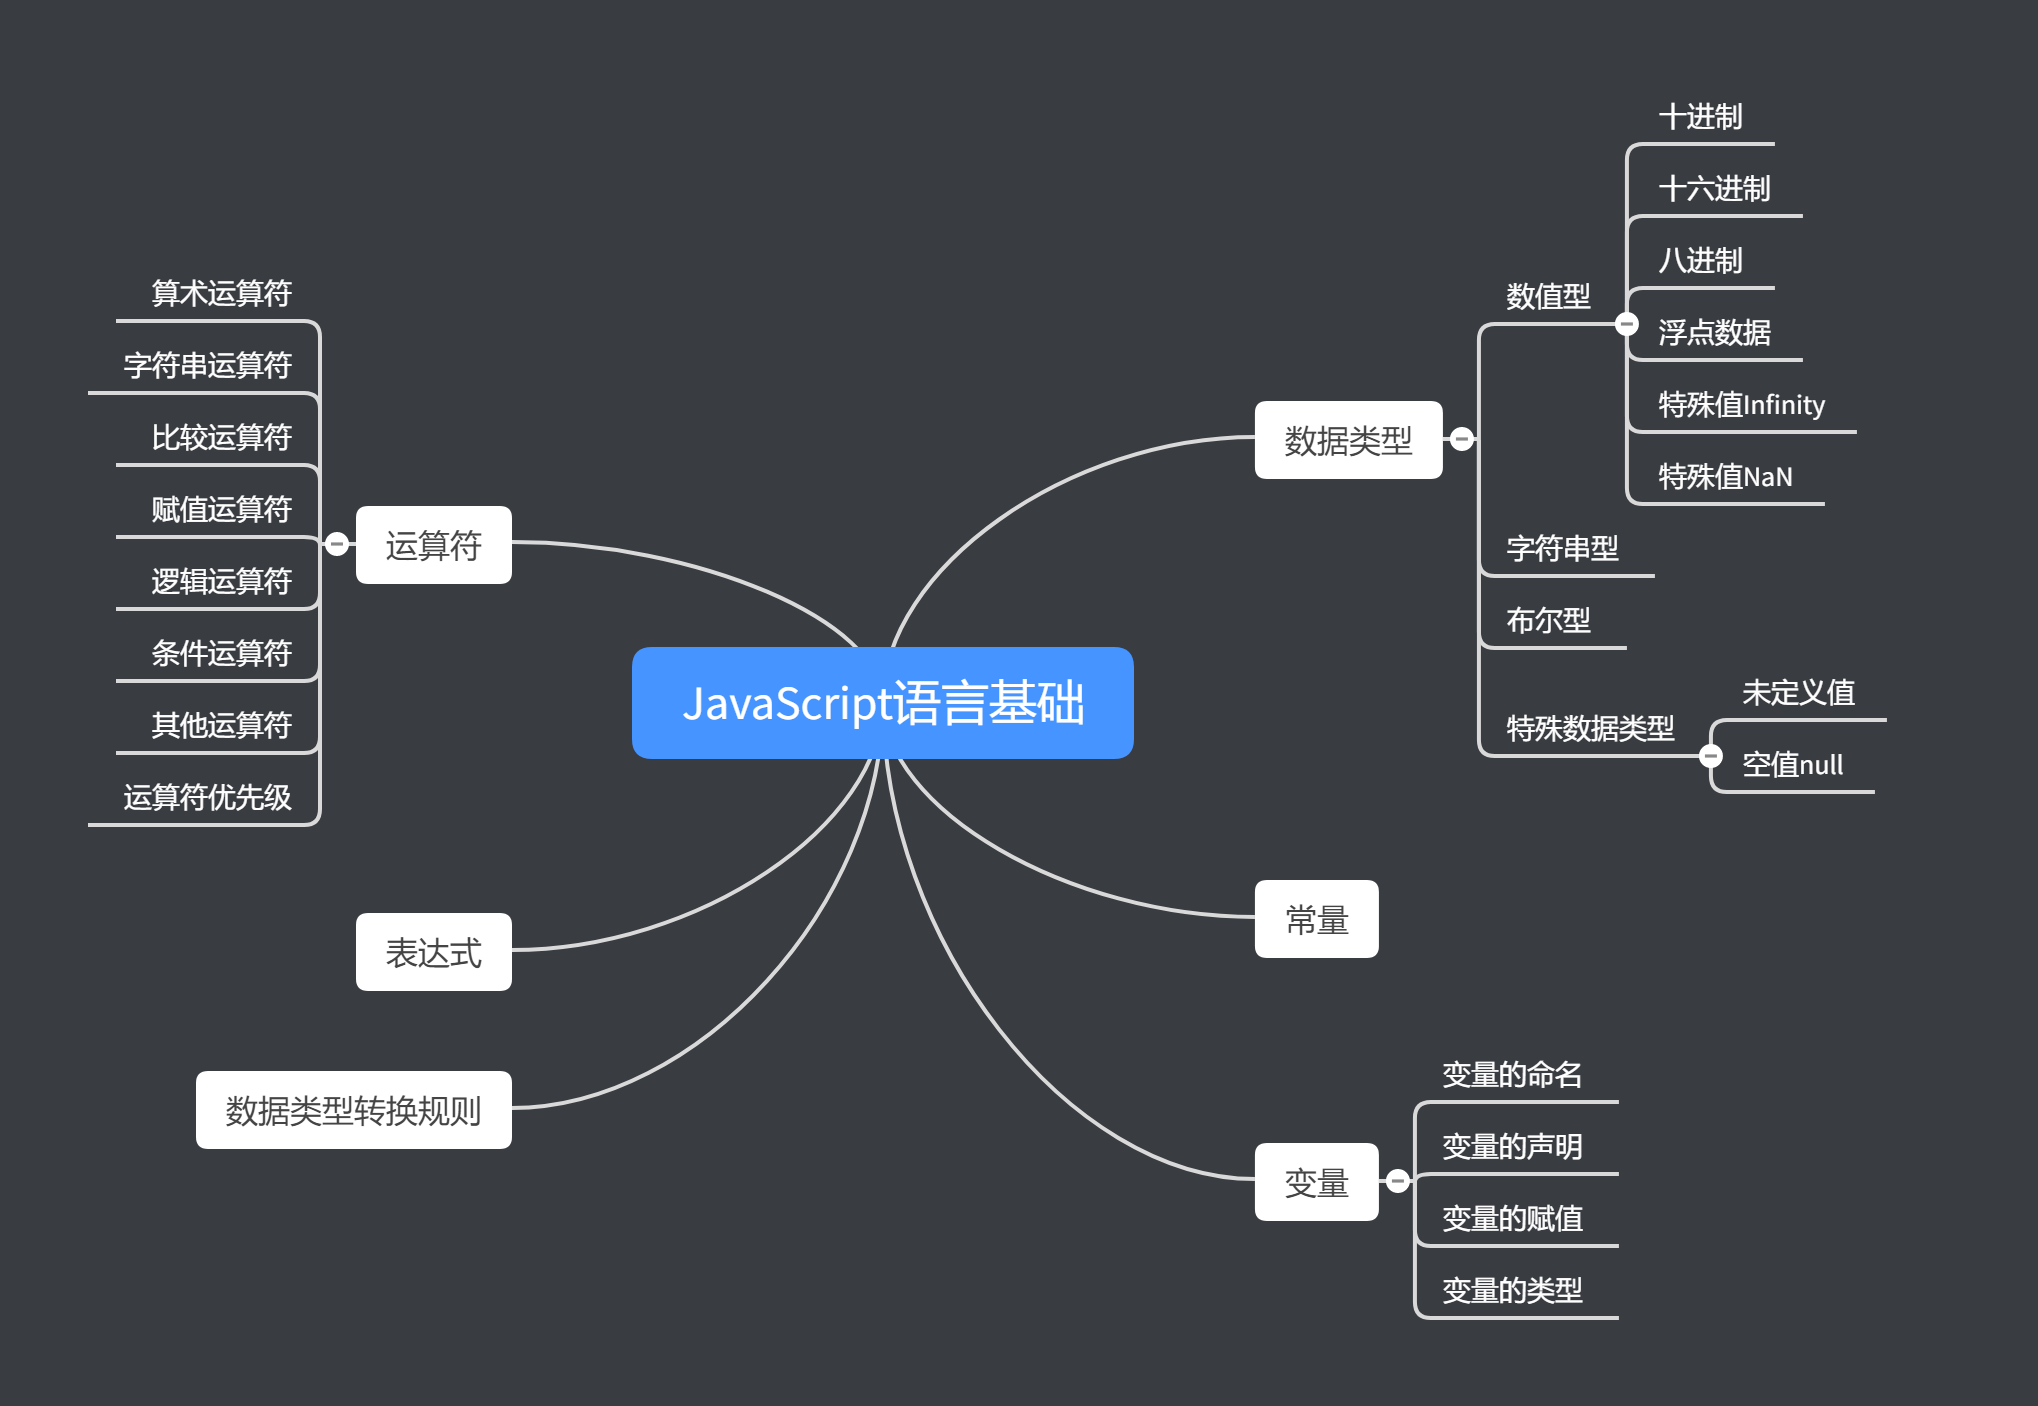 JavaScript语言基础
数据类型
数值型
十进制
十六进制
八进制
浮点数据
特殊值Infinity
特殊值NaN
字符串型
布尔型
特殊数据类型
未定义值
空值null
常量
变量
变量的命名
变量的声明
变量的赋值
变量的类型
运算符
算术运算符
字符串运算符
比较运算符
赋值运算符
逻辑运算符
条件运算符
其他运算符
运算符优先级
表达式
数据类型转换规则